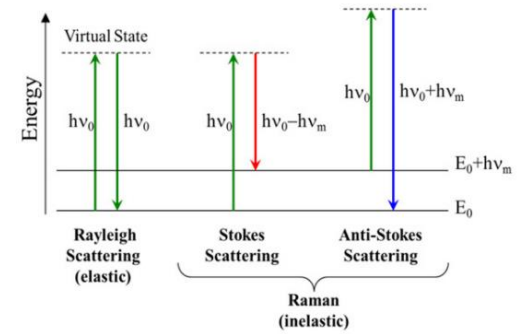 Energy
Virtual State
hν₀
hν₀
hν₀
hν₀–hνₘ
hν₀
hν₀+hνₘ
E₀+hνₘ
E₀
Rayleigh
Scattering
(elastic)
Stokes
Scattering
Anti-Stokes
Scattering
Raman
(inelastic)